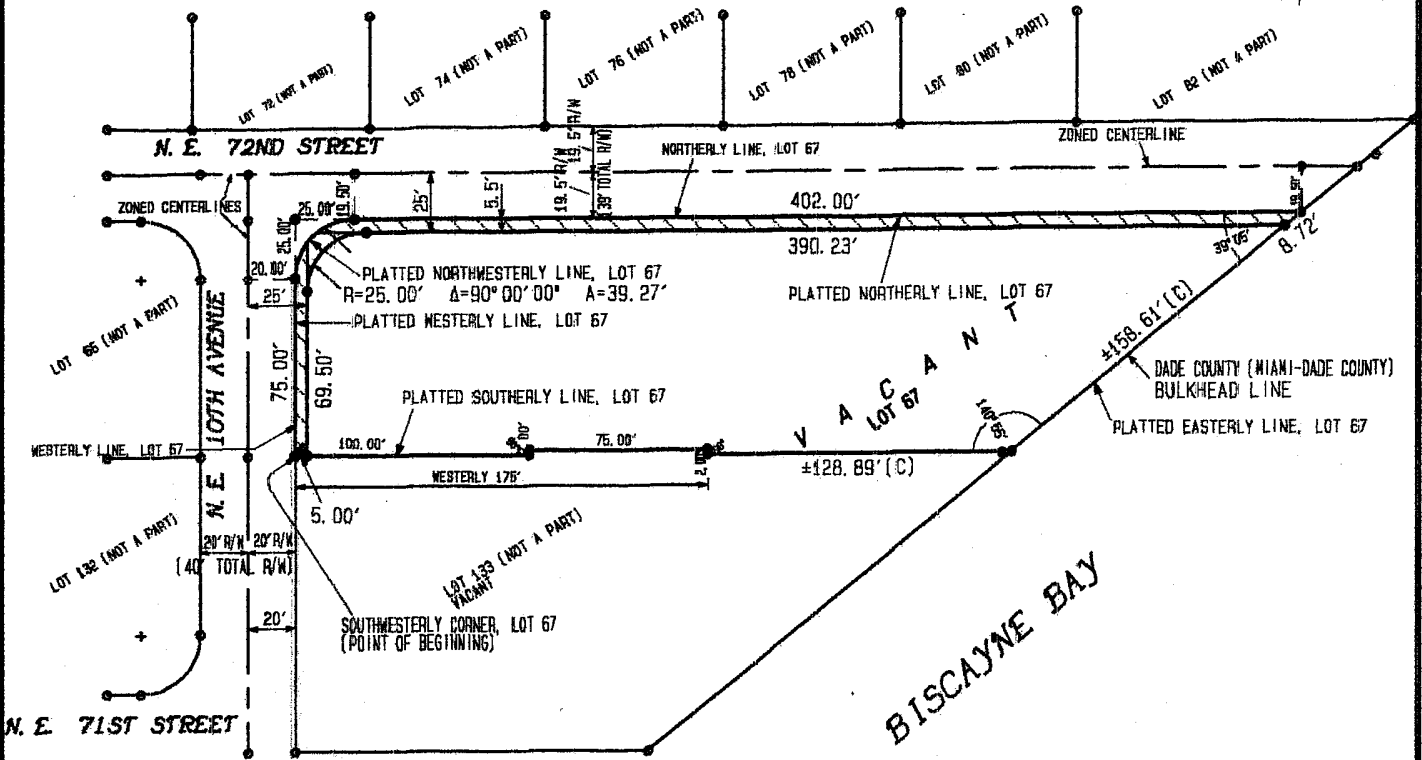 LOT 72 (NOT A PART)
LOT 74 (NOT A PART)
LOT 76 (NOT A PART)
LOT 78 (NOT A PART)
LOT 80 (NOT A PART)
LOT 82 (NOT A PART)
N. E. 72ND STREET
19.5' R/W
19.5' R/W
(39' TOTAL R/W)
NORTHERLY LINE, LOT 67
ZONED CENTERLINE
ZONED CENTERLINES
25.00'
19.50'
25'
5.5'
402.00'
19.50'
25.00'
390.23'
39°05'
8.72'
20.00'
25'
PLATTED NORTHWESTERLY LINE, LOT 67
R=25.00' Δ=90°00'00" A=39.27'
PLATTED NORTHERLY LINE, LOT 67
PLATTED WESTERLY LINE, LOT 67
LOT 65 (NOT A PART)
N. E. 10TH AVENUE
75.00'
69.50'
±158.61'(C)
DADE COUNTY (MIAMI-DADE COUNTY)
BULKHEAD LINE
PLATTED SOUTHERLY LINE, LOT 67
VACANT
LOT 67
140°55'
PLATTED EASTERLY LINE, LOT 67
WESTERLY LINE, LOT 67
100.00'
75.00'
±128.89'(C)
WESTERLY 175'
5.00'
LOT 132 (NOT A PART)
20'R/W
20'R/W
(40' TOTAL R/W)
LOT 133 (NOT A PART)
VACANT
20'
SOUTHWESTERLY CORNER, LOT 67
(POINT OF BEGINNING)
BISCAYNE BAY
N. E. 71ST STREET